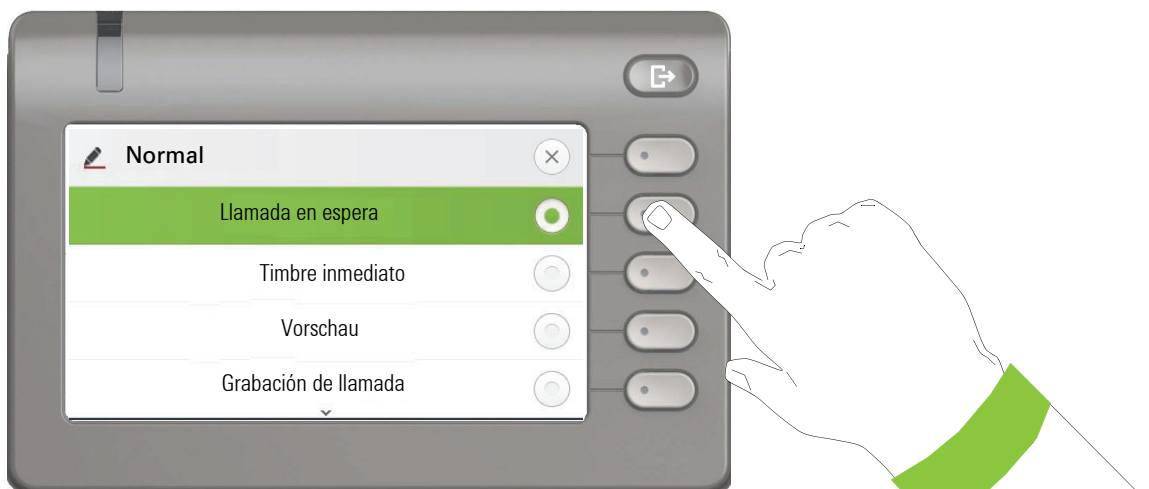 Normal
Llamada en espera
Timbre inmediato
Vorschau
Grabación de llamada